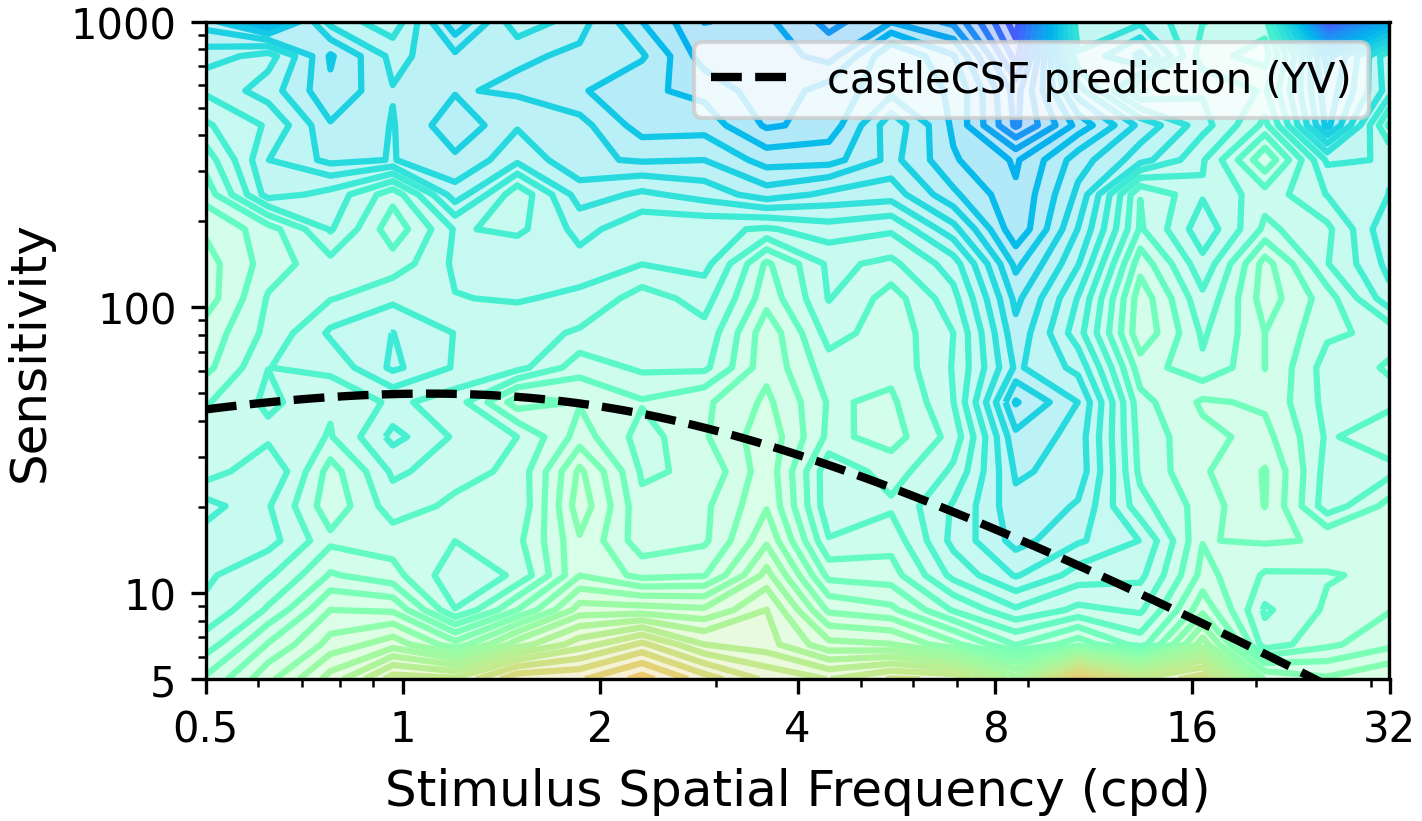 1000
100
10
5
Sensitivity
castleCSF prediction (YV)
0.5 1 2 4 8 16 32
Stimulus Spatial Frequency (cpd)